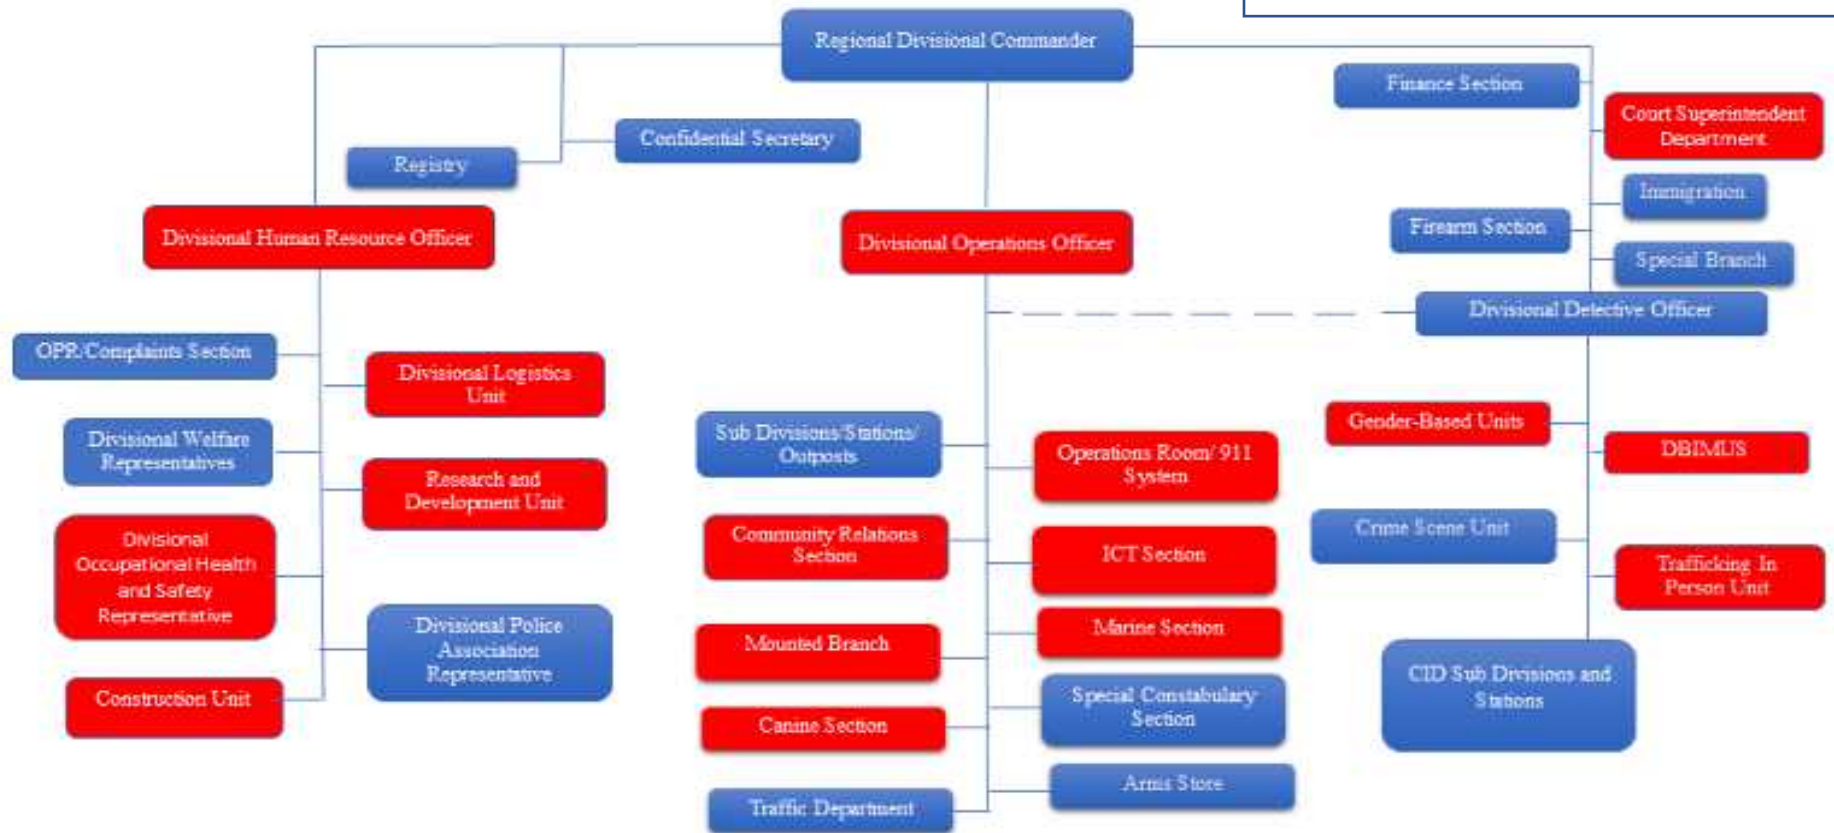 Regional Divisional Commander
Finance Section
Court Superintendent
Department
Confidential Secretary
Registry
Immigration
Firearm Section
Special Branch
Divisional Human Resource Officer
Divisional Operations Officer
Divisional Detective Officer
OPR/Complaints Section
Divisional Logistics
Unit
Divisional Welfare
Representatives
Research and
Development Unit
Divisional
Occupational Health
and Safety
Representative
Divisional Police
Association
Representative
Construction Unit
Sub Divisions/Stations/
Outposts
Operations Room/ 911
System
Community Relations
Section
ICT Section
Mounted Branch
Marine Section
Canine Section
Special Constabulary
Section
Traffic Department
Arms Store
Gender-Based Units
DBIMUS
Crime Scene Unit
Trafficking In
Person Unit
CID Sub Divisions and
Stations